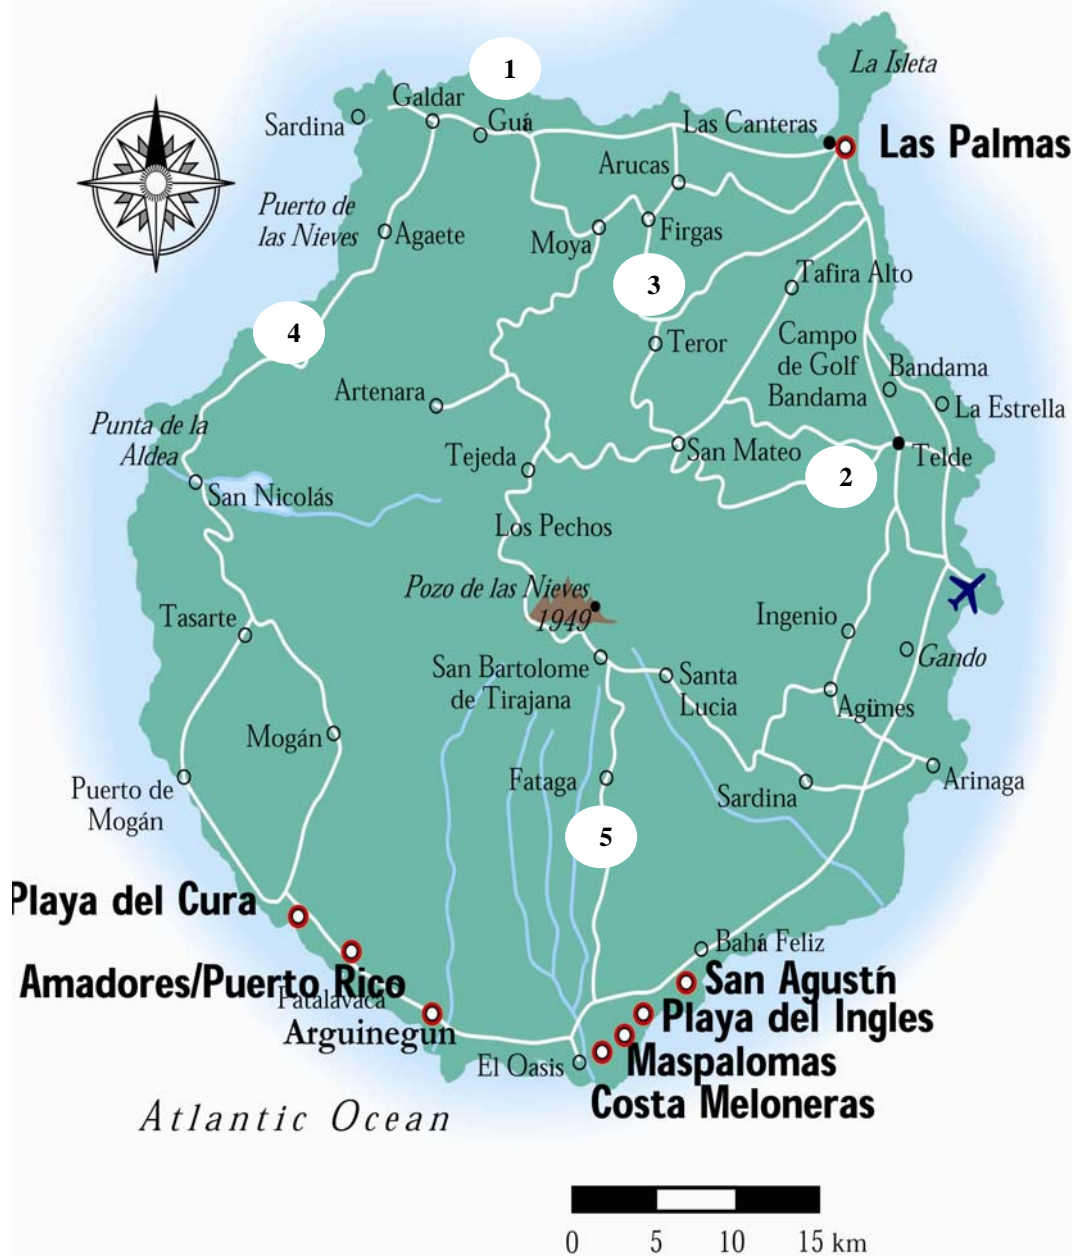 La Isleta
1
Galdar
Sardina
Guía
Las Canteras
Las Palmas
Arucas
Puerto de
las Nieves
Agaete
Moya
Firgas
3
Tafira Alto
4
Teror
Campo
de Golf
Bandama
Bandama
Artenara
La Estrella
Punta de la
Aldea
Tejeda
San Mateo
Telde
2
San Nicolás
Los Pechos
Pozo de las Nieves
1949
Tasarte
Ingenio
Gando
San Bartolome
de Tirajana
Santa
Lucia
Agümes
Mogán
Fataga
Sardina
Arinaga
Puerto de
Mogán
5
Playa del Cura
Bahá Feliz
Amadores/Puerto Rico
Patalavaca
San Agustín
Arguinegun
Playa del Ingles
El Oasis
Maspalomas
Costa Meloneras
Atlantic Ocean
0 5 10 15 km